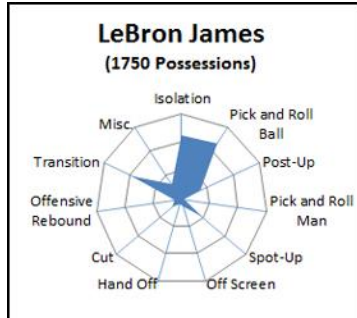 LeBron James
(1750 Possessions)
Isolation
Pick and Roll
Ball
Post-Up
Pick and Roll
Man
Spot-Up
Off Screen
Hand Off
Cut
Offensive
Rebound
Transition
Misc.